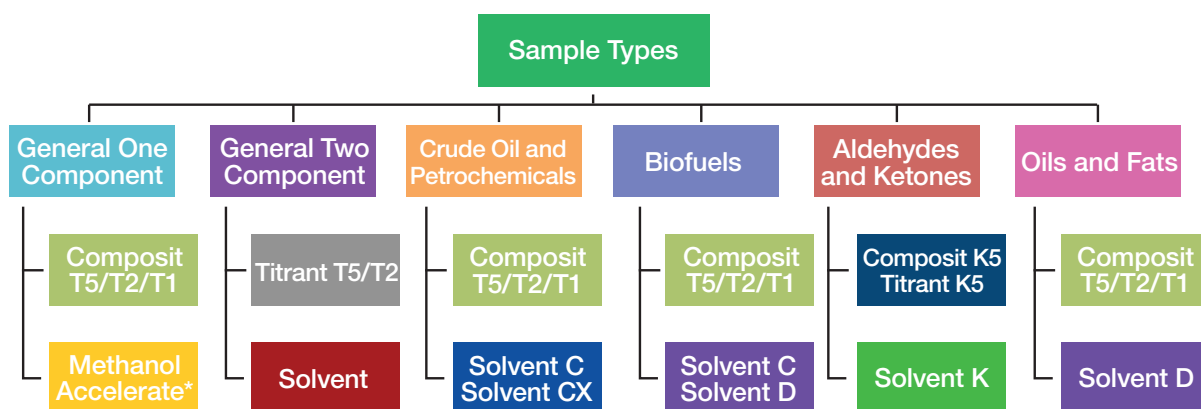 Sample Types
General One
Component
General Two
Component
Crude Oil and
Petrochemicals
Biofuels
Aldehydes
and Ketones
Oils and Fats
Composit
T5/T2/T1
Titrant T5/T2
Composit
T5/T2/T1
Composit
T5/T2/T1
Composit K5
Titrant K5
Composit
T5/T2/T1
Methanol
Accelerate*
Solvent
Solvent C
Solvent CX
Solvent C
Solvent D
Solvent K
Solvent D